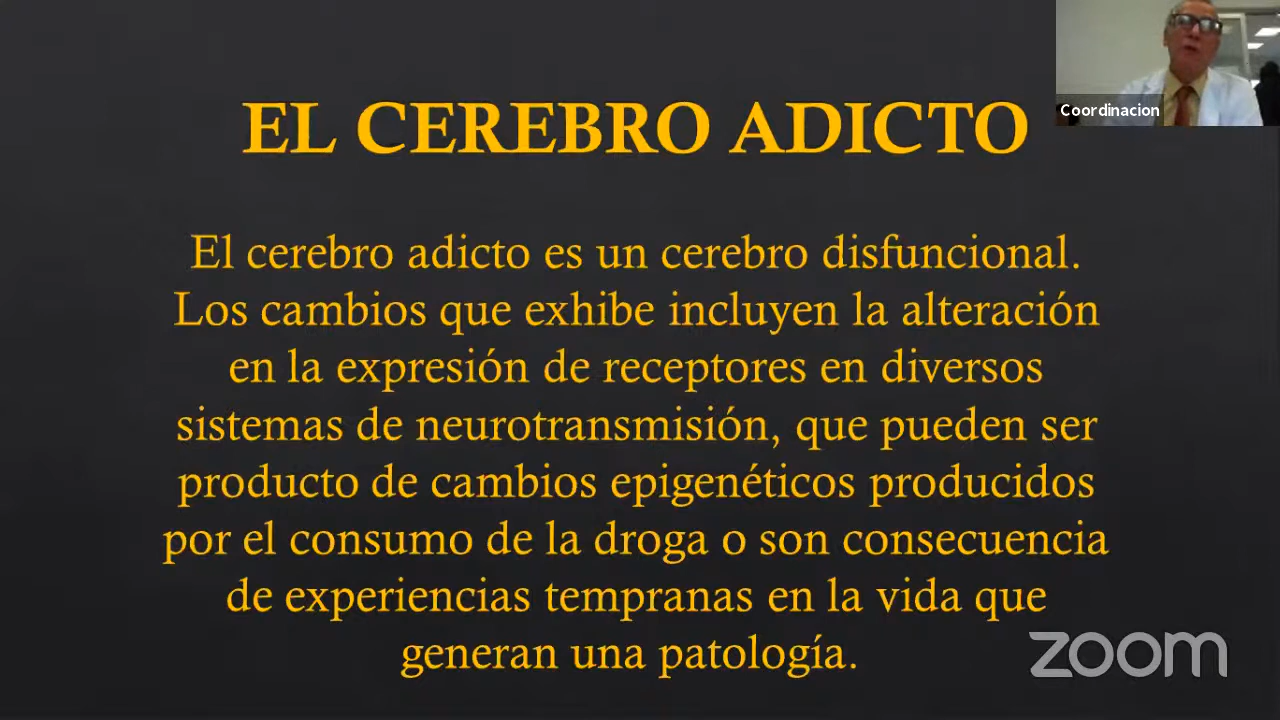 Coordinacion
EL CEREBRO ADICTO
El cerebro adicto es un cerebro disfuncional.
Los cambios que exhibe incluyen la alteración
en la expresión de receptores en diversos
sistemas de neurotransmisión, que pueden ser
producto de cambios epigenéticos producidos
por el consumo de la droga o son consecuencia
de experiencias tempranas en la vida que
generan una patología.
zoom